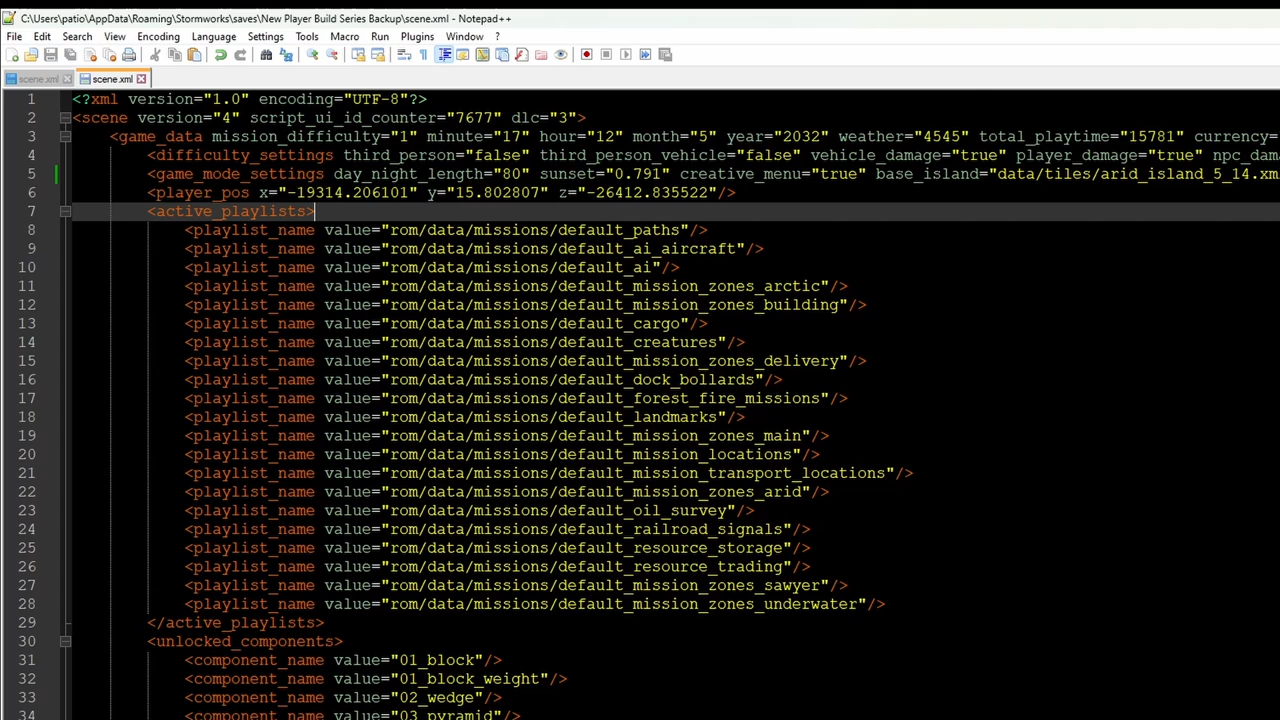 C:\Users\patio\AppData\Roaming\Stormworks\saves\New Player Build Series Backup\scene.xml - Notepad++
File Edit Search View Encoding Language Settings Tools Macro Run Plugins Window ?
scene.xml scene.xml
1 <?xml version="1.0" encoding="UTF-8"?>
2 <scene version="4" script_ui_id_counter="7677" dlc="3">
3 <game_data mission_difficulty="1" minute="17" hour="12" month="5" year="2032" weather="4545" total_playtime="15781" currency=
4 <difficulty_settings third_person="false" third_person_vehicle="false" vehicle_damage="true" player_damage="true" npc_dam
5 <game_mode_settings day_night_length="80" sunset="0.791" creative_menu="true" base_island="data/tiles/arid_island_5_14.xm
6 <player_pos x="-19314.206101" y="15.802807" z="-26412.835522"/>
7 <active_playlists>
8 <playlist_name value="rom/data/missions/default_paths"/>
9 <playlist_name value="rom/data/missions/default_ai_aircraft"/>
10 <playlist_name value="rom/data/missions/default_ai"/>
11 <playlist_name value="rom/data/missions/default_mission_zones_arctic"/>
12 <playlist_name value="rom/data/missions/default_mission_zones_building"/>
13 <playlist_name value="rom/data/missions/default_cargo"/>
14 <playlist_name value="rom/data/missions/default_creatures"/>
15 <playlist_name value="rom/data/missions/default_mission_zones_delivery"/>
16 <playlist_name value="rom/data/missions/default_dock_bollards"/>
17 <playlist_name value="rom/data/missions/default_forest_fire_missions"/>
18 <playlist_name value="rom/data/missions/default_landmarks"/>
19 <playlist_name value="rom/data/missions/default_mission_zones_main"/>
20 <playlist_name value="rom/data/missions/default_mission_locations"/>
21 <playlist_name value="rom/data/missions/default_mission_transport_locations"/>
22 <playlist_name value="rom/data/missions/default_mission_zones_arid"/>
23 <playlist_name value="rom/data/missions/default_oil_survey"/>
24 <playlist_name value="rom/data/missions/default_railroad_signals"/>
25 <playlist_name value="rom/data/missions/default_resource_storage"/>
26 <playlist_name value="rom/data/missions/default_resource_trading"/>
27 <playlist_name value="rom/data/missions/default_mission_zones_sawyer"/>
28 <playlist_name value="rom/data/missions/default_mission_zones_underwater"/>
29 </active_playlists>
30 <unlocked_components>
31 <component_name value="01_block"/>
32 <component_name value="01_block_weight"/>
33 <component_name value="02_wedge"/>
34 <component_name value="03_pyramid"/>